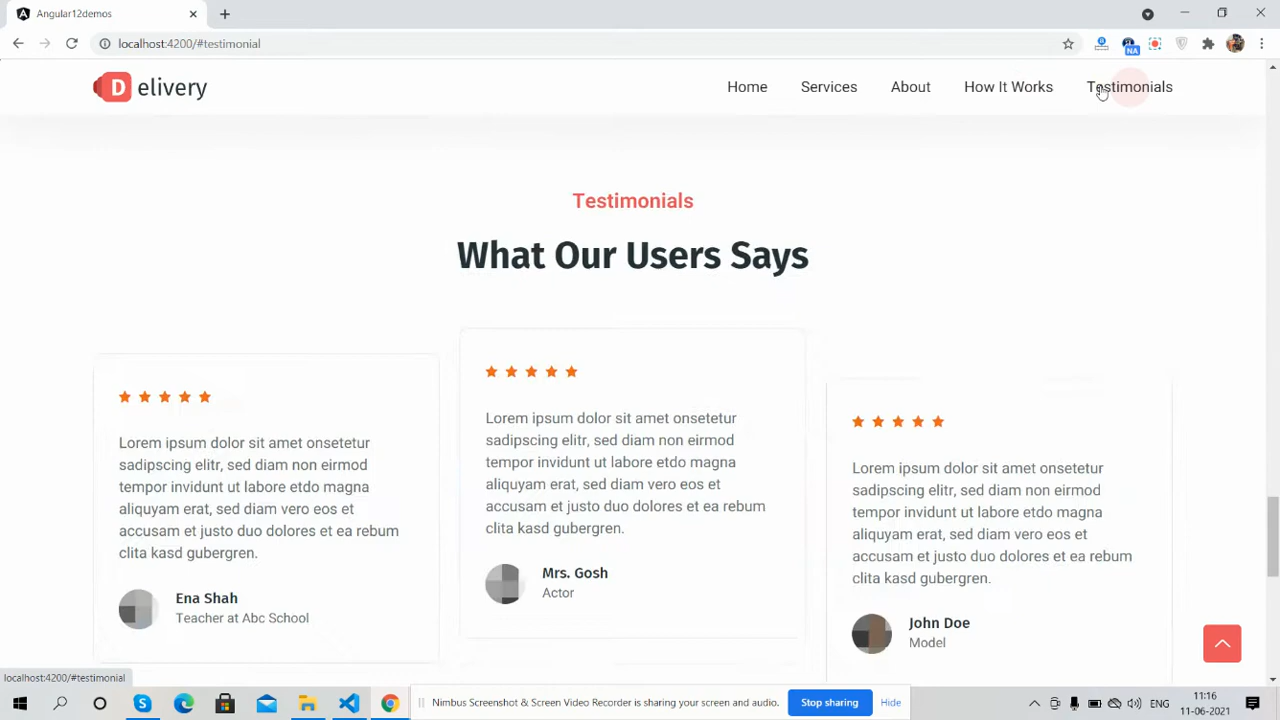 Angular12demos
localhost:4200/#testimonial
NA
D elivery
Home
Services
About
How It Works
Testimonials
Testimonials
What Our Users Says
Lorem ipsum dolor sit amet onsetetur
sadipscing elitr, sed diam non eirmod
tempor invidunt ut labore etdo magna
aliquyam erat, sed diam vero eos et
accusam et justo duo dolores et ea rebum
clita kasd gubergren.
Ena Shah
Teacher at Abc School
Lorem ipsum dolor sit amet onsetetur
sadipscing elitr, sed diam non eirmod
tempor invidunt ut labore etdo magna
aliquyam erat, sed diam vero eos et
accusam et justo duo dolores et ea rebum
clita kasd gubergren.
Mrs. Gosh
Actor
Lorem ipsum dolor sit amet onsetetur
sadipscing elitr, sed diam non eirmod
tempor invidunt ut labore etdo magna
aliquyam erat, sed diam vero eos et
accusam et justo duo dolores et ea rebum
clita kasd gubergren.
John Doe
Model
localhost:4200/#testimonial
Nimbus Screenshot & Screen Video Recorder is sharing your screen and audio.
Stop sharing
Hide
11:16
11-06-2021